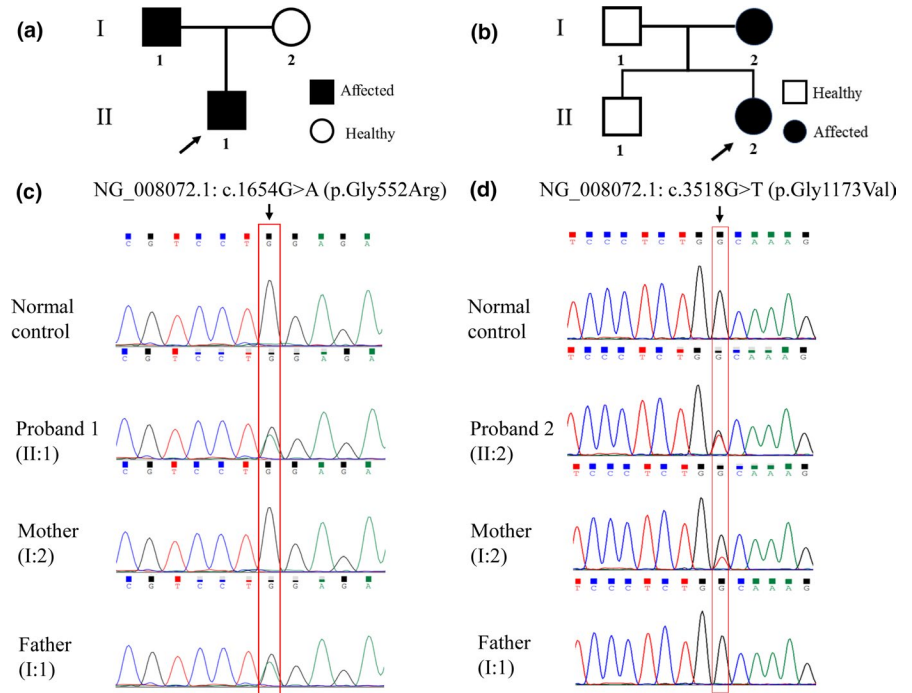 (a)
I
1
2
Affected
Healthy
II
1
(b)
I
1
2
Healthy
Affected
II
1
2
(c)
NG_008072.1: c.1654G>A (p.Gly552Arg)
C G T C C T G G A G A
Normal
control
C G T C C T G G A G A
Proband 1
(II:1)
C G T C C T G G A G A
Mother
(I:2)
C G T C C T G G A G A
Father
(I:1)
(d)
NG_008072.1: c.3518G>T (p.Gly1173Val)
T C C C T C T G G C A A A G
Normal
control
T C C C T C T G G C A A A G
Proband 2
(II:2)
T C C C T C T G G C A A A G
Mother
(I:2)
T C C C T C T G G C A A A G
Father
(I:1)